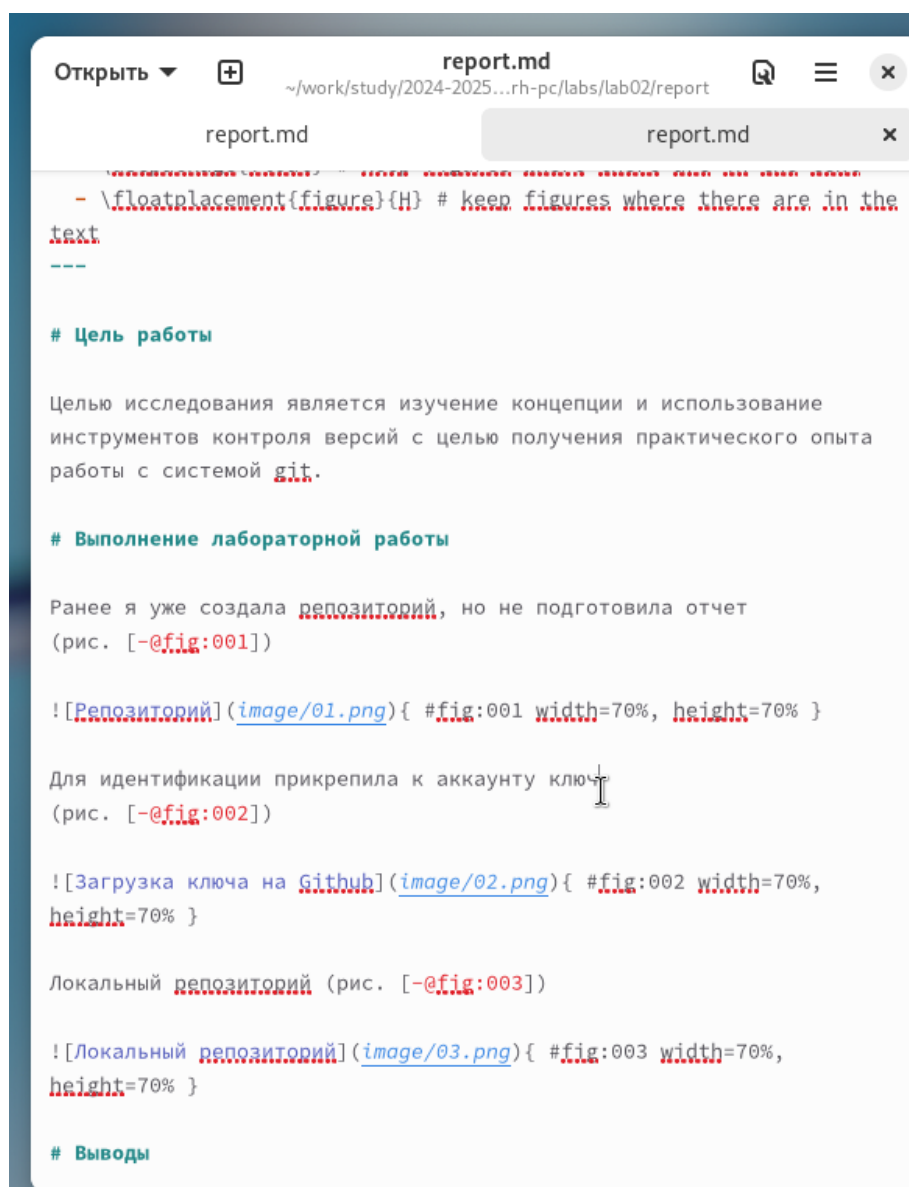 Открыть
report.md
~/work/study/2024-2025...rh-pc/labs/lab02/report
report.md
report.md
- \floatplacement{figure}{H} # keep figures where there are in the
text
---
# Цель работы
Целью исследования является изучение концепции и использование
инструментов контроля версий с целью получения практического опыта
работы с системой git.
# Выполнение лабораторной работы
Ранее я уже создала репозиторий, но не подготовила отчет
(рис. [-@fig:001])
![Репозиторий](image/01.png){ #fig:001 width=70%, height=70% }
Для идентификации прикрепила к аккаунту ключ
(рис. [-@fig:002])
![Загрузка ключа на Github](image/02.png){ #fig:002 width=70%,
height=70% }
Локальный репозиторий (рис. [-@fig:003])
![Локальный репозиторий](image/03.png){ #fig:003 width=70%,
height=70% }
# Выводы